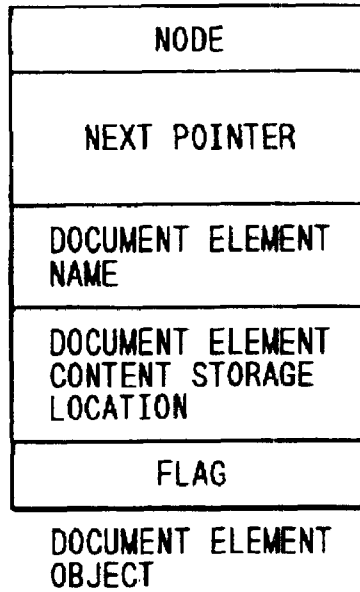 NODE
NEXT POINTER
DOCUMENT ELEMENT
NAME
DOCUMENT ELEMENT
CONTENT STORAGE
LOCATION
FLAG
DOCUMENT ELEMENT
OBJECT